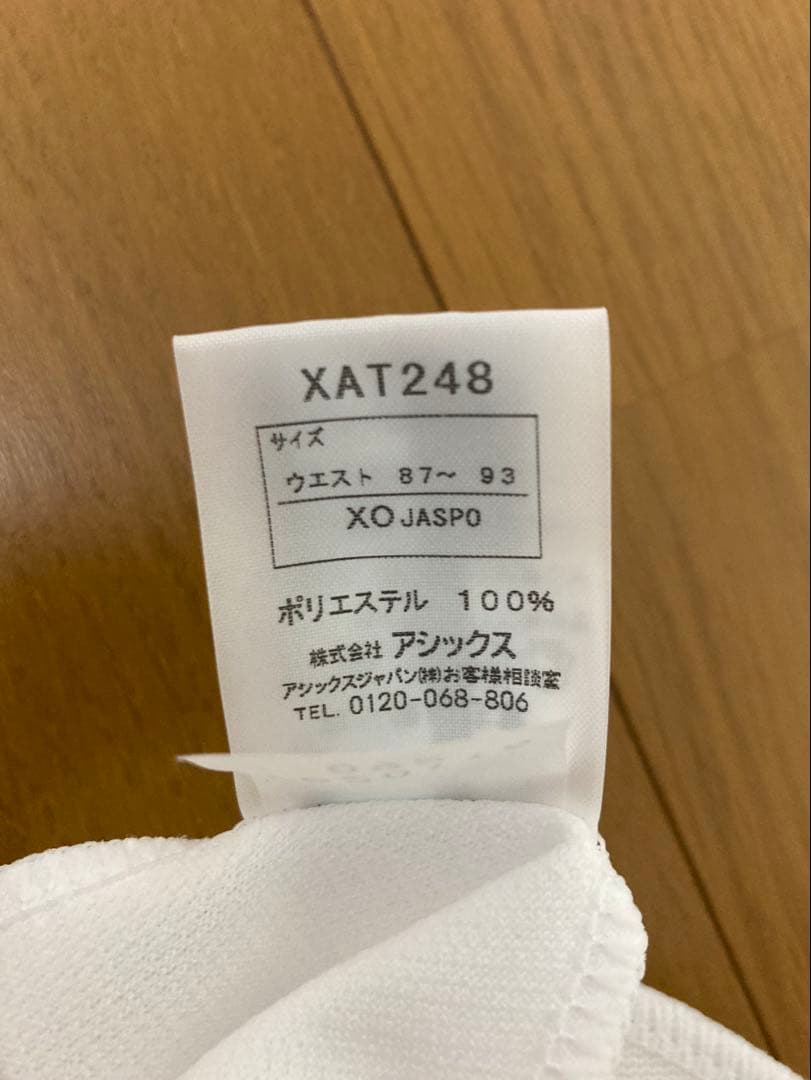 XAT248
サイズ
ウエスト 87〜 93
XO JASPO
ポリエステル 100%
株式会社 アシックス
アシックスジャパン(株)お客様相談室
TEL. 0120-068-806